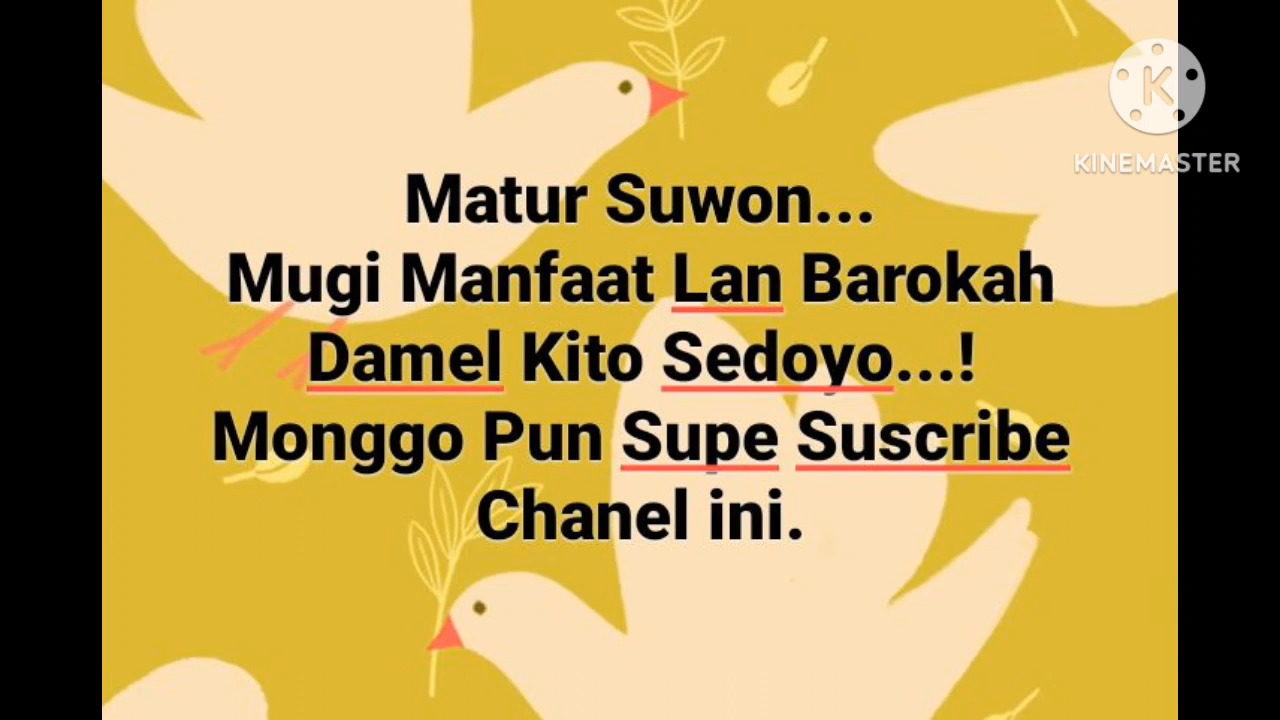 KINEMASTER
Matur Suwon...
Mugi Manfaat Lan Barokah
Damel Kito Sedoyo...!
Monggo Pun Supe Suscribe
Chanel ini.